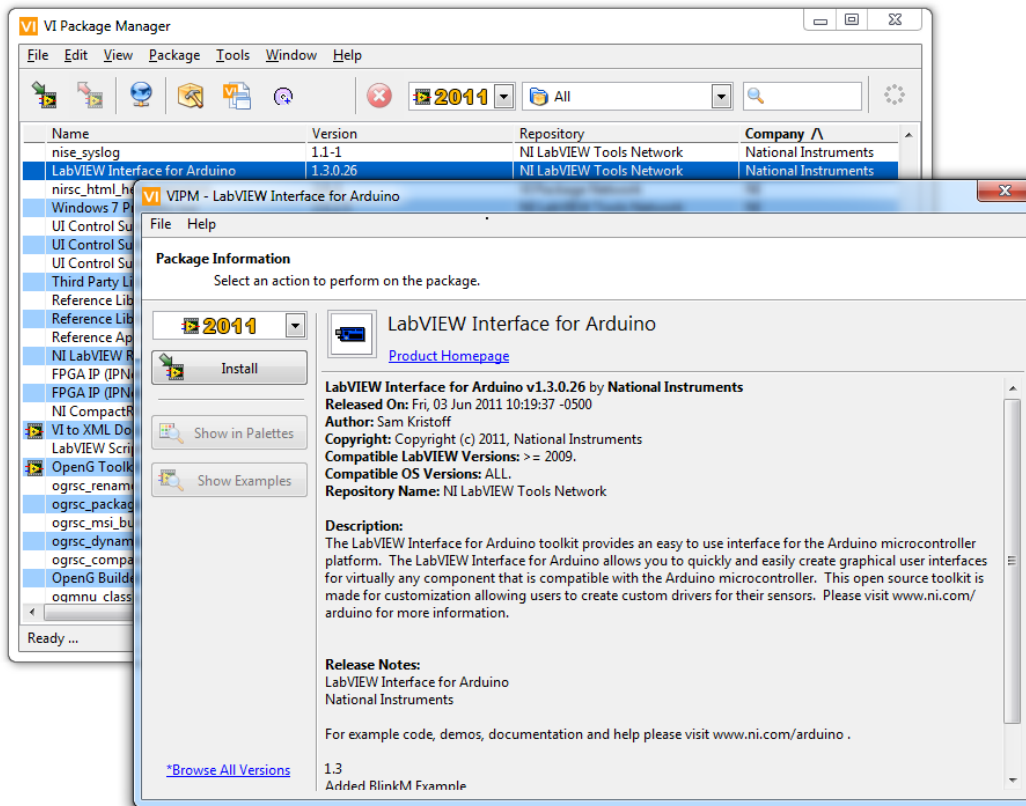 VI VI Package Manager
File Edit View Package Tools Window Help
2011 All
Name Version Repository Company /\
nise_syslog 1.1-1 NI LabVIEW Tools Network National Instruments
LabVIEW Interface for Arduino 1.3.0.26 NI LabVIEW Tools Network National Instruments
nirsc_html_he
Windows 7 P
UI Control Su
UI Control Su
UI Control Su
Third Party Li
Reference Lib
Reference Lib
Reference Ap
NI LabVIEW R
FPGA IP (IPN
FPGA IP (IPN
NI CompactR
VI to XML Do
LabVIEW Scri
OpenG Toolk
ogrsc_renam
ogrsc_packag
ogrsc_msi_bu
ogrsc_dynam
ogrsc_compa
OpenG Builde
ogmnu_class
Ready ...
VI VIPM - LabVIEW Interface for Arduino
File Help
Package Information
Select an action to perform on the package.
2011
Install
Show in Palettes
Show Examples
*Browse All Versions
LabVIEW Interface for Arduino
Product Homepage
LabVIEW Interface for Arduino v1.3.0.26 by National Instruments
Released On: Fri, 03 Jun 2011 10:19:37 -0500
Author: Sam Kristoff
Copyright: Copyright (c) 2011, National Instruments
Compatible LabVIEW Versions: >= 2009.
Compatible OS Versions: ALL.
Repository Name: NI LabVIEW Tools Network
Description:
The LabVIEW Interface for Arduino toolkit provides an easy to use interface for the Arduino microcontroller
platform. The LabVIEW Interface for Arduino allows you to quickly and easily create graphical user interfaces
for virtually any component that is compatible with the Arduino microcontroller. This open source toolkit is
made for customization allowing users to create custom drivers for their sensors. Please visit www.ni.com/
arduino for more information.
Release Notes:
LabVIEW Interface for Arduino
National Instruments
For example code, demos, documentation and help please visit www.ni.com/arduino .
1.3
Added BlinkM Example